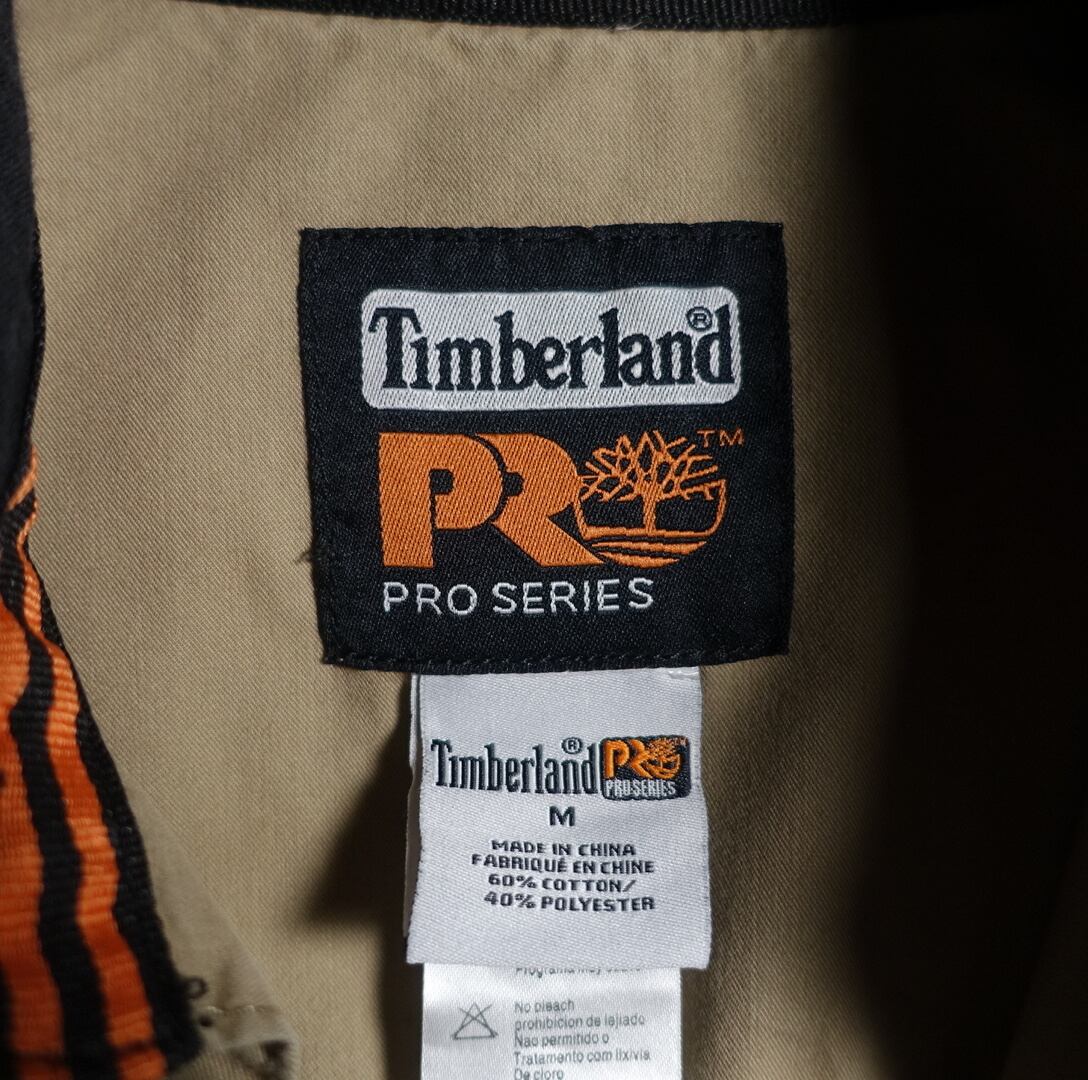 Timberland®
PRO™
PRO SERIES
Timberland® PRO™
PRO SERIES
M
MADE IN CHINA
FABRIQUÉ EN CHINE
60% COTTON/
40% POLYESTER
No bleach
prohibicion de lejiado
Nao permitido o
Tratamento com lixivia
De cloro